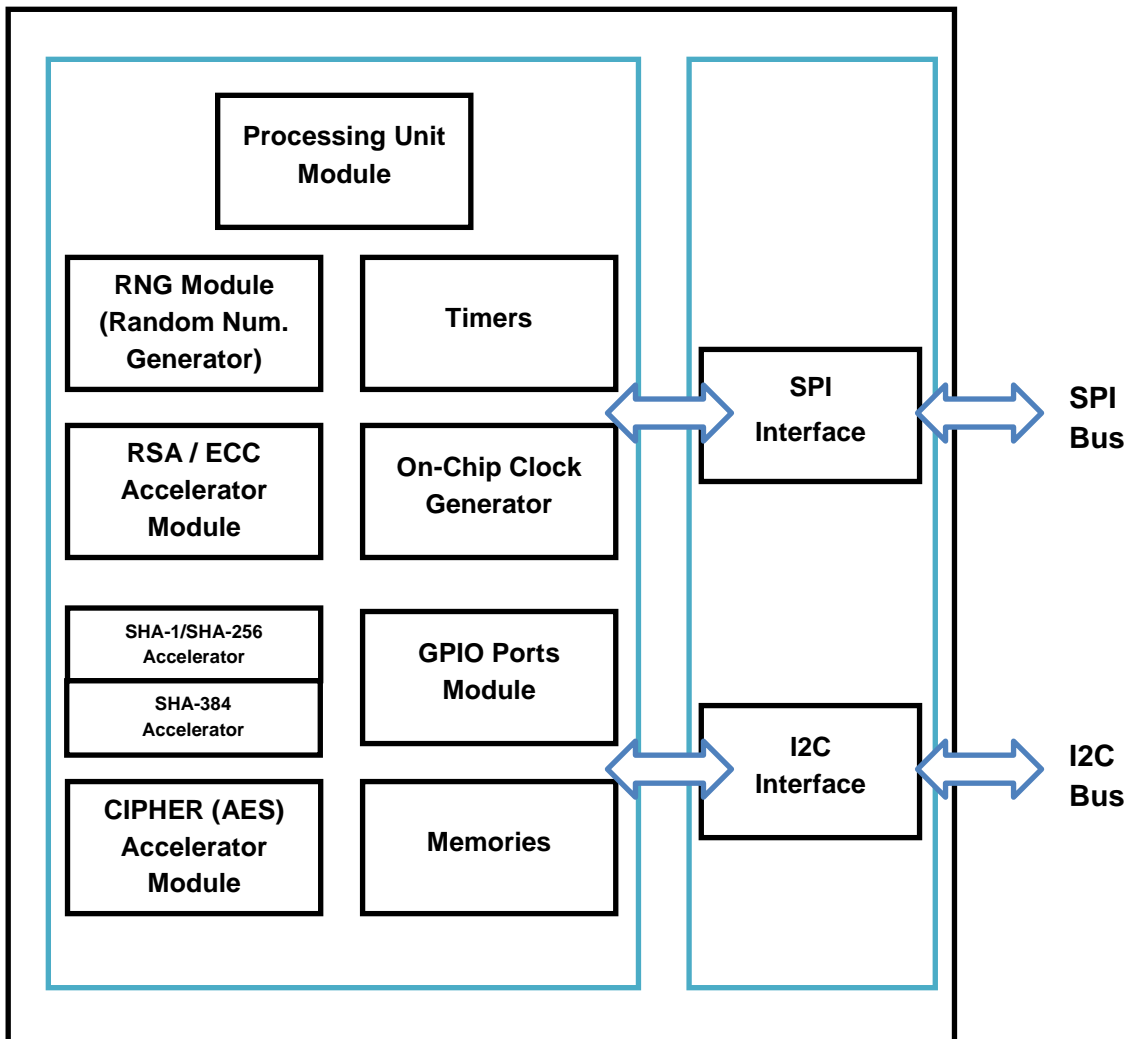 Processing Unit
Module
RNG Module
(Random Num.
Generator)
Timers
RSA / ECC
Accelerator
Module
On-Chip Clock
Generator
SHA-1/SHA-256
Accelerator
SHA-384
Accelerator
GPIO Ports
Module
CIPHER (AES)
Accelerator
Module
Memories
SPI
Interface
SPI
Bus
I2C
Interface
I2C
Bus